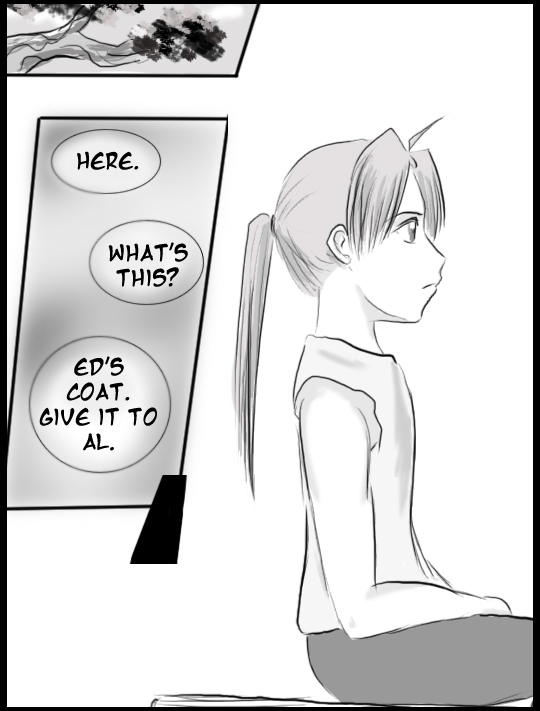 HERE.
WHAT'S
THIS?
ED'S
COAT.
GIVE IT TO
AL.